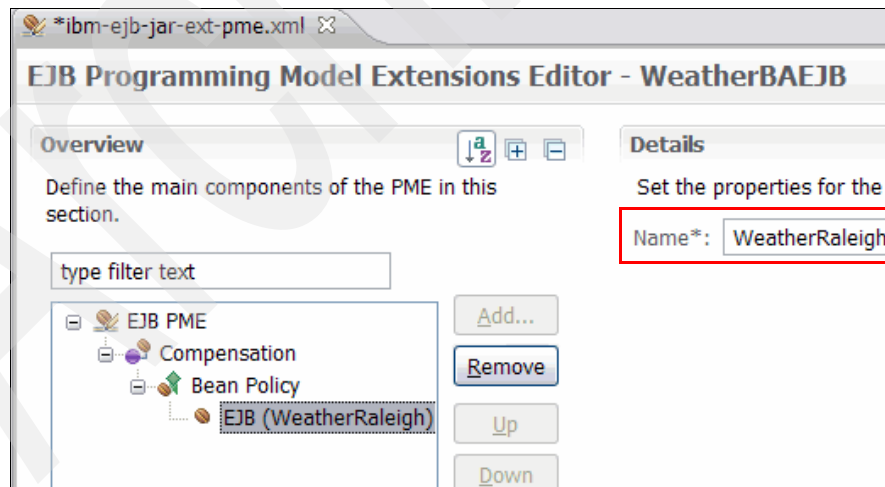 *ibm-ejb-jar-ext-pme.xml
EJB Programming Model Extensions Editor - WeatherBAEJB
Overview
Define the main components of the PME in this
section.
type filter text
EJB PME
Compensation
Bean Policy
EJB (WeatherRaleigh)
Add...
Remove
Up
Down
Details
Set the properties for the
Name*: WeatherRaleigh